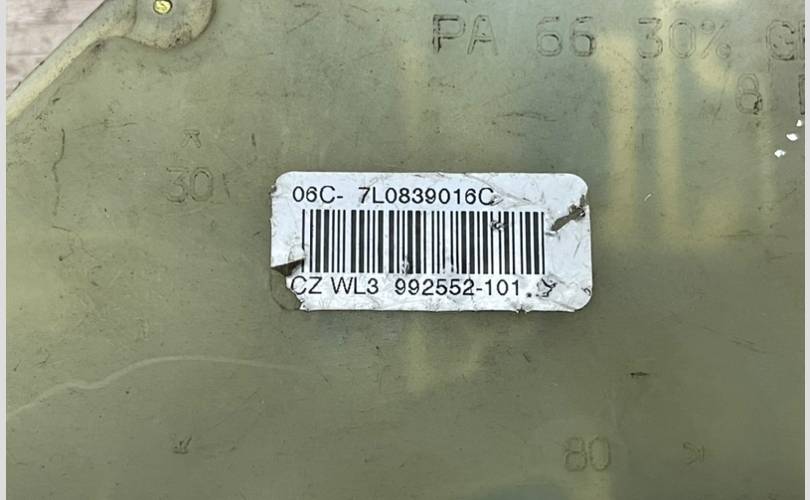 PA 66 30%
30
06C- 7L0839016C
CZ WL3 992552-101
80